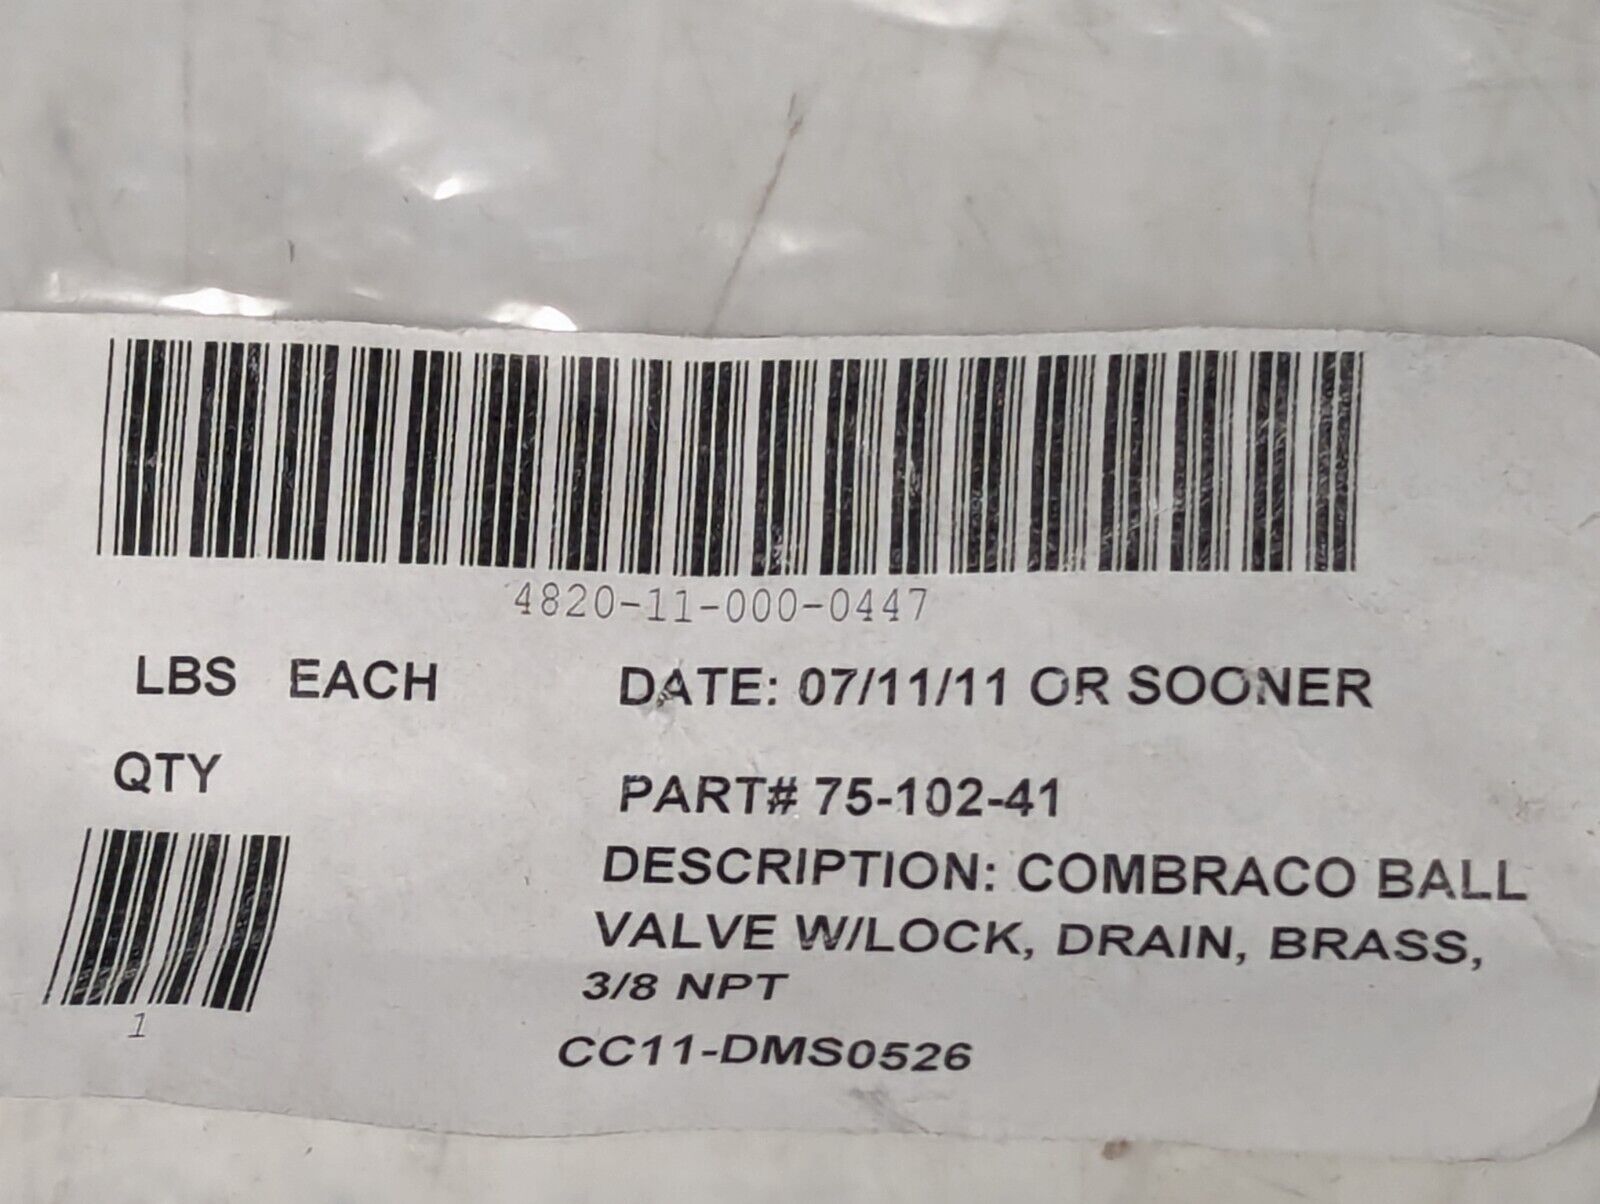 4820-11-000-0447
LBS EACH
DATE: 07/11/11 OR SOONER
QTY
PART# 75-102-41
DESCRIPTION: COMBRACO BALL
VALVE W/LOCK, DRAIN, BRASS,
3/8 NPT
1
CC11-DMS0526